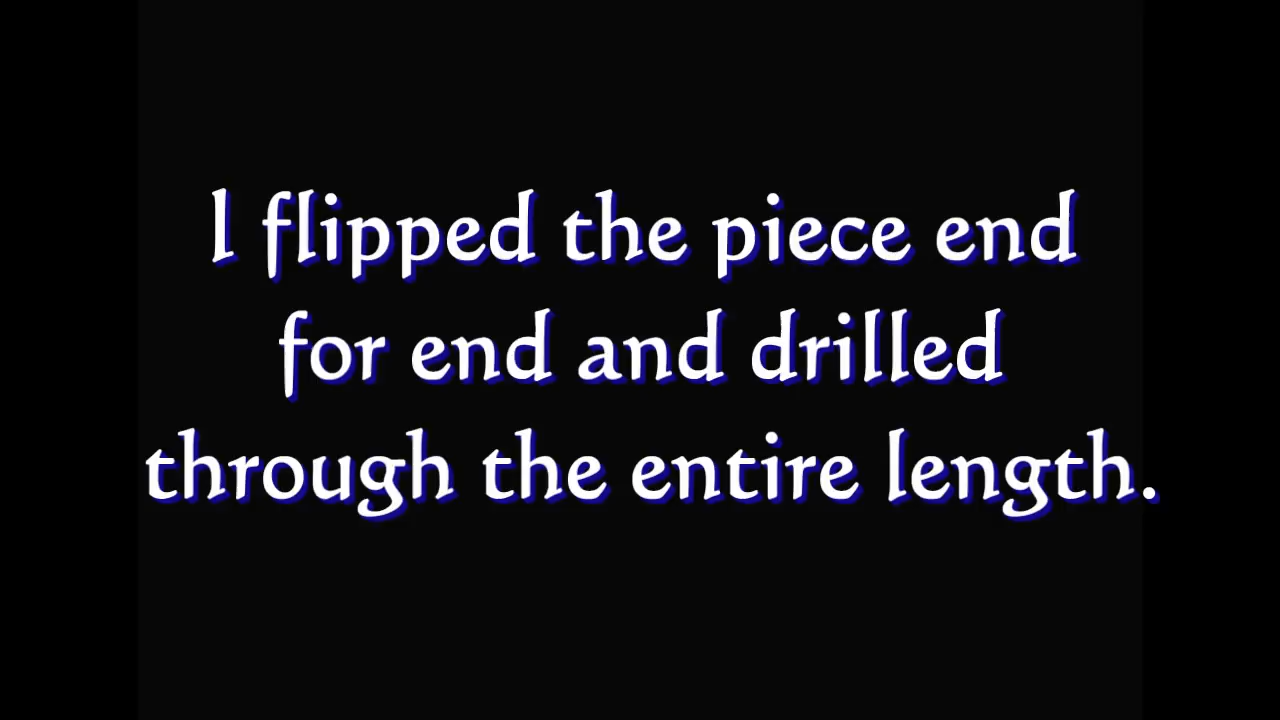 I flipped the piece end
for end and drilled
through the entire length.